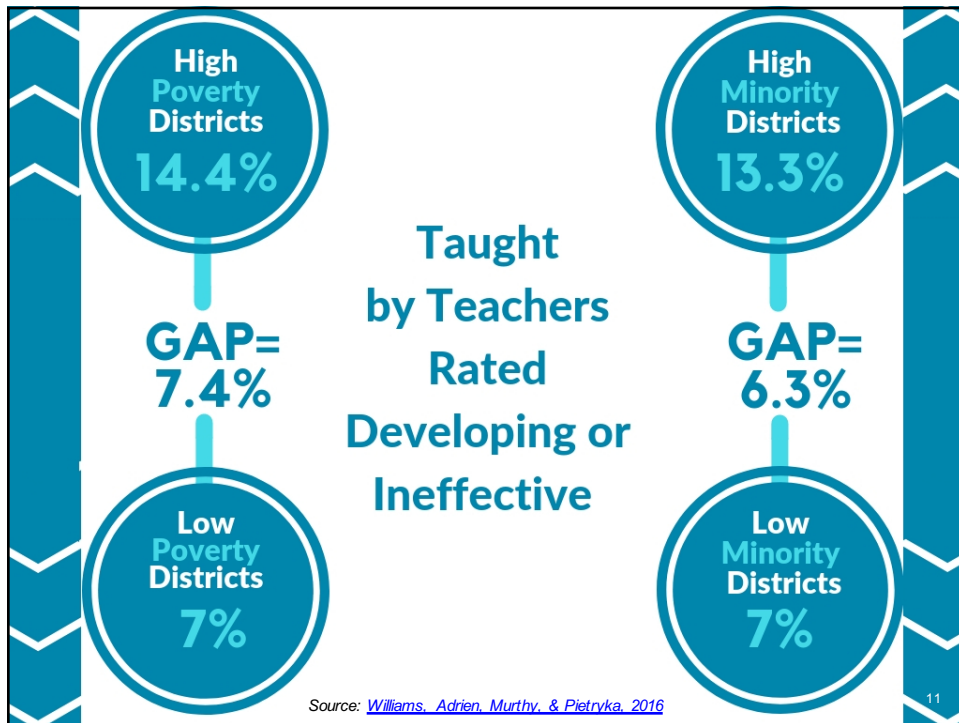 High
Poverty
Districts
14.4%
GAP=
7.4%
Low
Poverty
Districts
7%
Taught
by Teachers
Rated
Developing or
Ineffective
High
Minority
Districts
13.3%
GAP=
6.3%
Low
Minority
Districts
7%
Source: Williams, Adrien, Murthy, & Pietryka, 2016
11